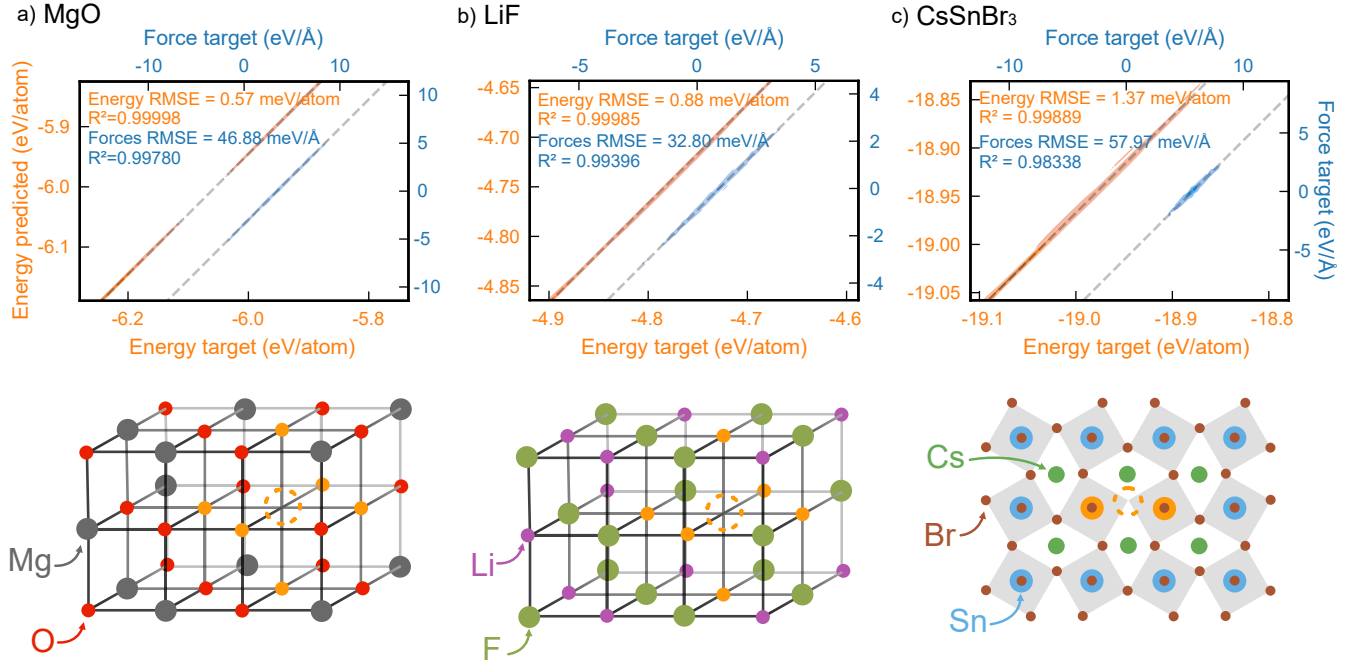 a) MgO
Force target (eV/Å)
-10 0 10
Energy predicted (eV/atom)
-5.9
-6.0
-6.1
Energy RMSE = 0.57 meV/atom
R²=0.99998
Forces RMSE = 46.88 meV/Å
R²=0.99780
10
5
0
-5
-10
-6.2 -6.0 -5.8
Energy target (eV/atom)
b) LiF
Force target (eV/Å)
-5 0 5
-4.65
-4.70
-4.75
-4.80
-4.85
Energy RMSE = 0.88 meV/atom
R² = 0.99985
Forces RMSE = 32.80 meV/Å
R² = 0.99396
4
2
0
-2
-4
-4.9 -4.8 -4.7 -4.6
Energy target (eV/atom)
c) CsSnBr₃
Force target (eV/Å)
-10 0 10
-18.85
-18.90
-18.95
-19.00
-19.05
Energy RMSE = 1.37 meV/atom
R² = 0.99889
Forces RMSE = 57.97 meV/Å
R² = 0.98338
5
0
-5
Force target (eV/Å)
-19.1 -19.0 -18.9 -18.8
Energy target (eV/atom)
Mg
O
Li
F
Cs
Br
Sn